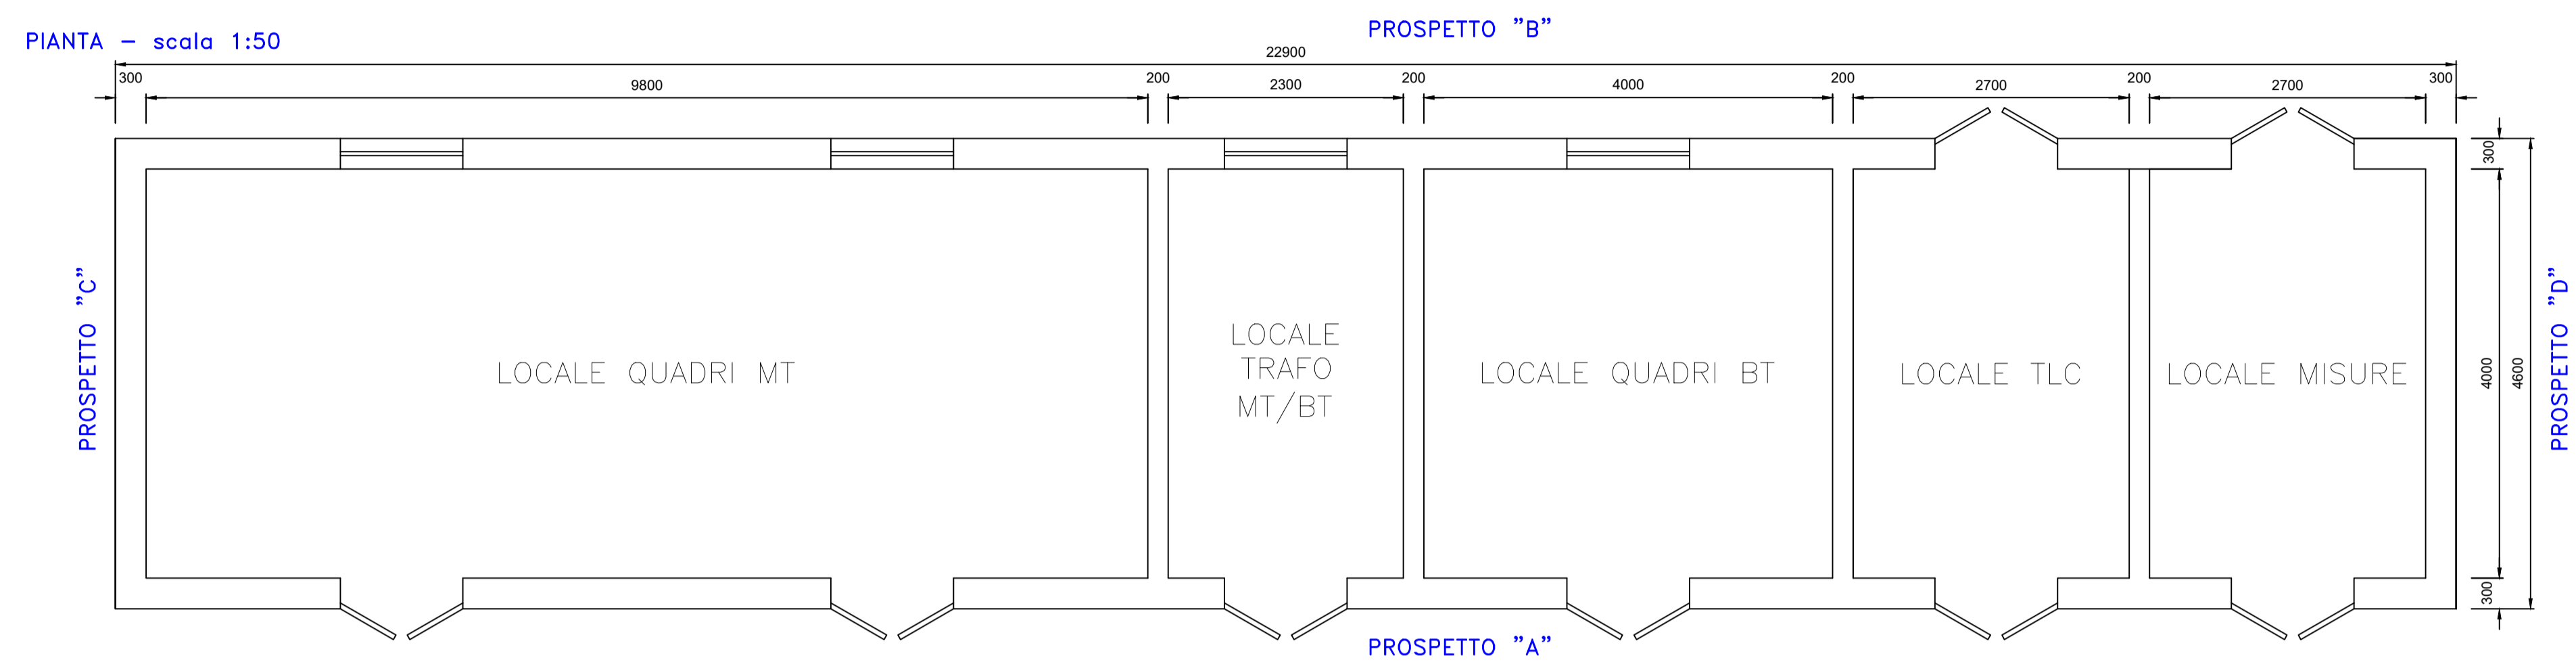 PROSPETTO "B"
PIANTA – scala 1:50
22900
300 9800 200 2300 200 4000 200 2700 200 2700 300
300
4000
4600
300
PROSPETTO "C"
PROSPETTO "D"
LOCALE QUADRI MT
LOCALE
TRAFO
MT/BT
LOCALE QUADRI BT
LOCALE TLC
LOCALE MISURE
PROSPETTO "A"